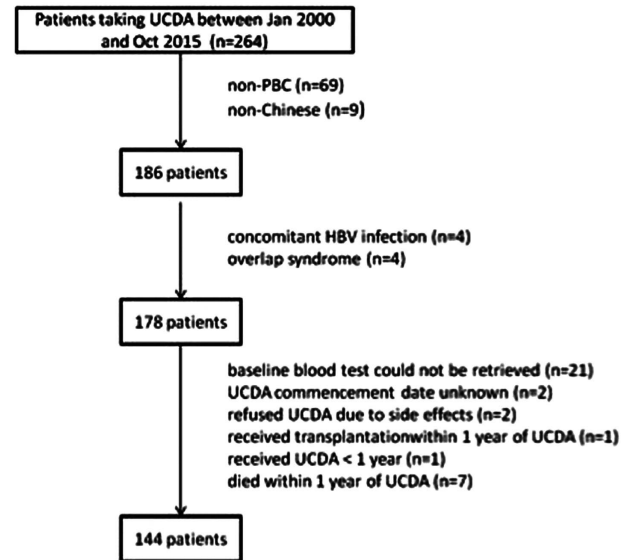 Patients taking UCDA between Jan 2000
and Oct 2015 (n=264)
non-PBC (n=69)
non-Chinese (n=9)
186 patients
concomitant HBV infection (n=4)
overlap syndrome (n=4)
178 patients
baseline blood test could not be retrieved (n=21)
UCDA commencement date unknown (n=2)
refused UCDA due to side effects (n=2)
received transplantationwithin 1 year of UCDA (n=1)
received UCDA < 1 year (n=1)
died within 1 year of UCDA (n=7)
144 patients